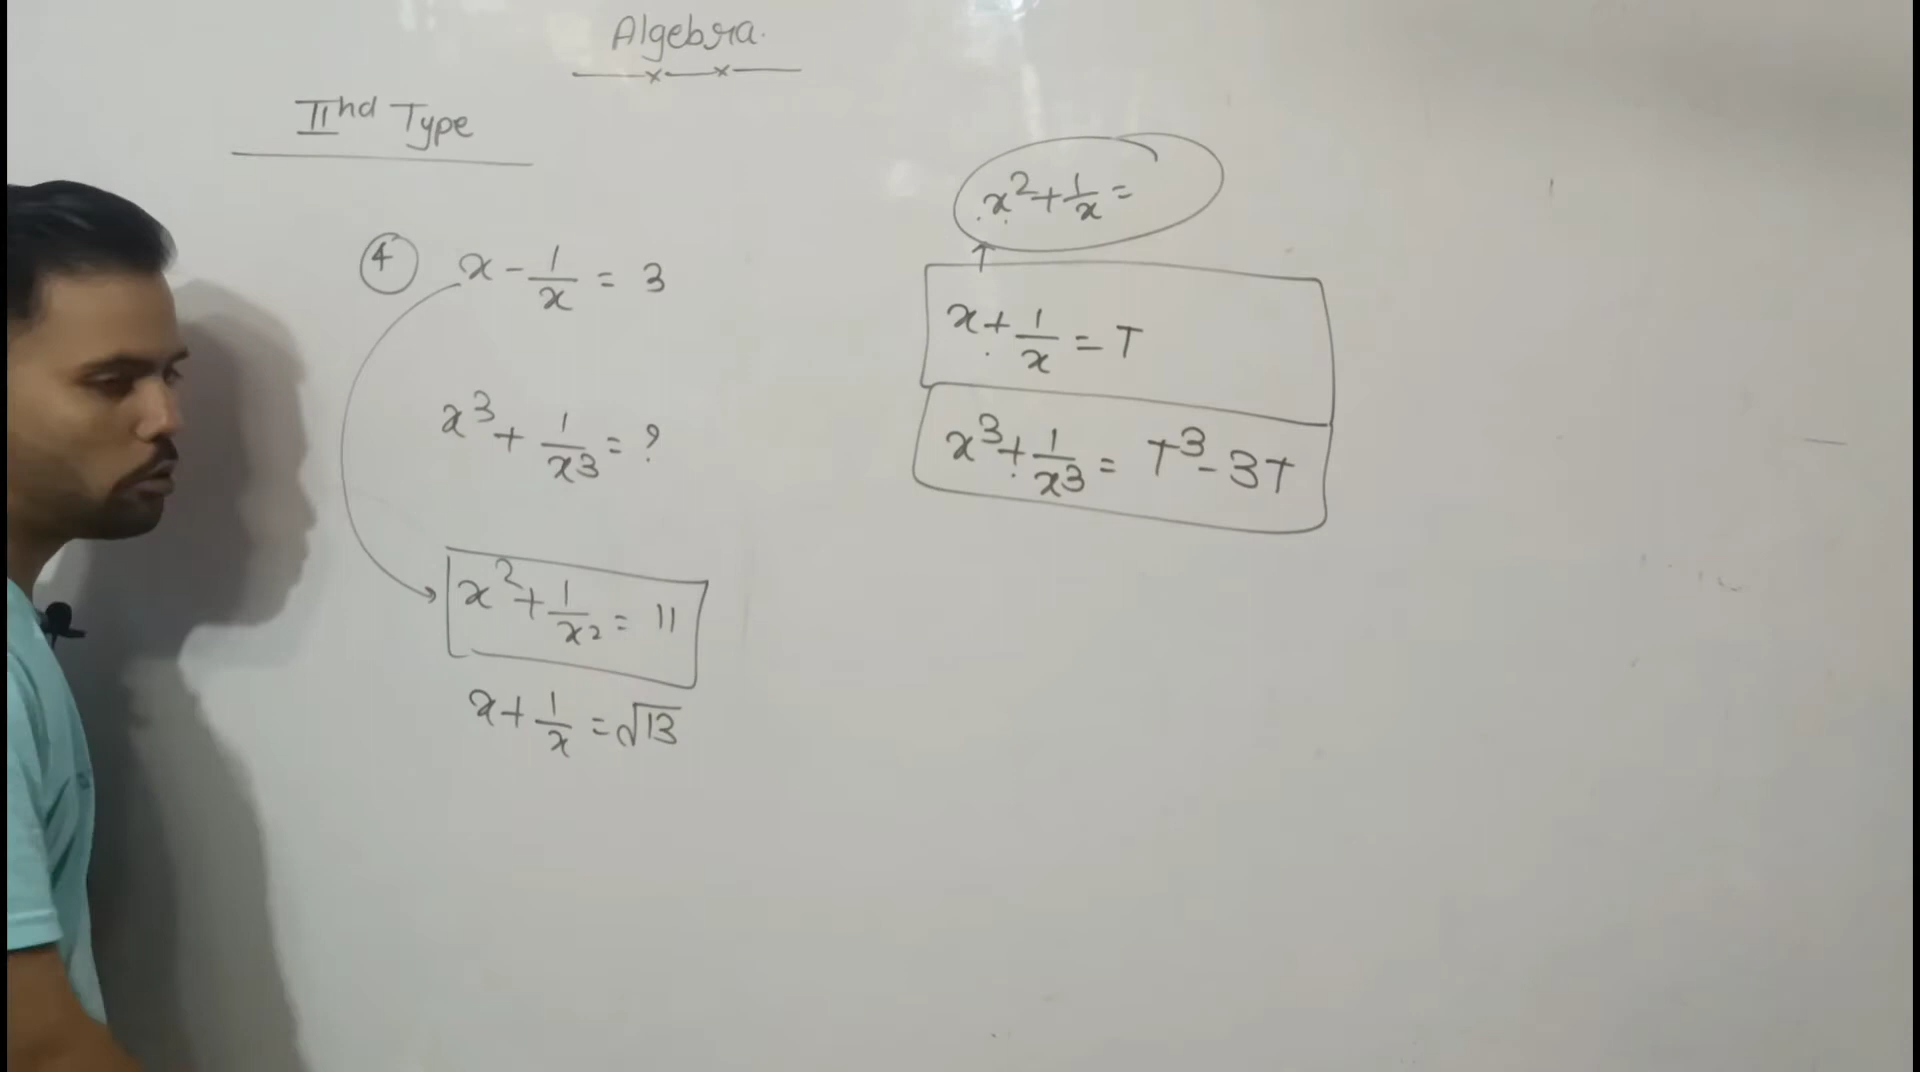 Algebra.
IInd Type
④ x - 1/x = 3
x³ + 1/x³ = ?
x² + 1/x² = 11
x + 1/x = √13
x² + 1/x =
x + 1/x = T
x³ + 1/x³ = T³ - 3T